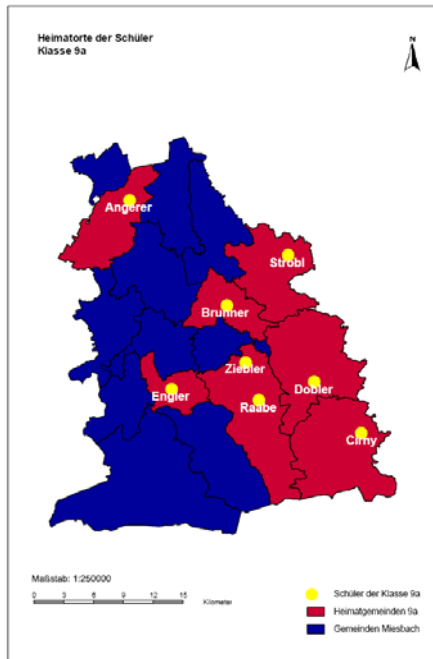 Heimatorte der Schüler
Klasse 9a
N
Angerer
Strobl
Brunner
Ziebler
Engler
Raabe
Dobler
Cirny
Maßstab: 1:250000
0 3 6 9 12 15
Kilometer
Schüler der Klasse 9a
Heimatgemeinden 9a
Gemeinden Miesbach